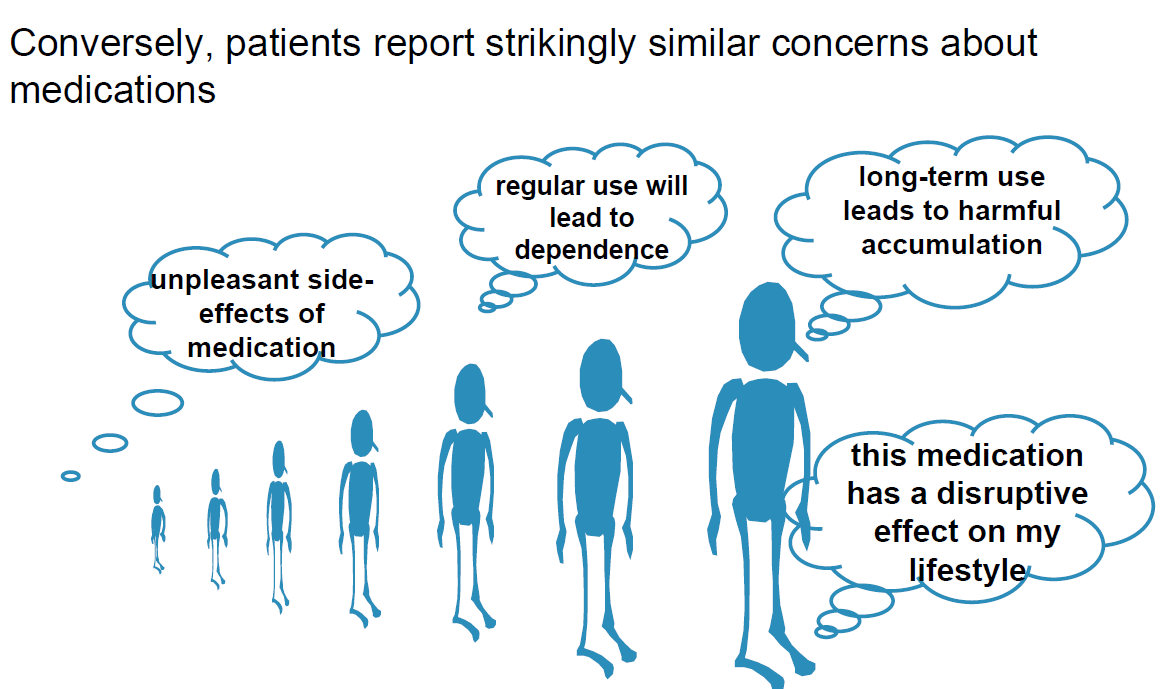 Conversely, patients report strikingly similar concerns about
medications
unpleasant side-
effects of
medication
regular use will
lead to
dependence
long-term use
leads to harmful
accumulation
this medication
has a disruptive
effect on my
lifestyle